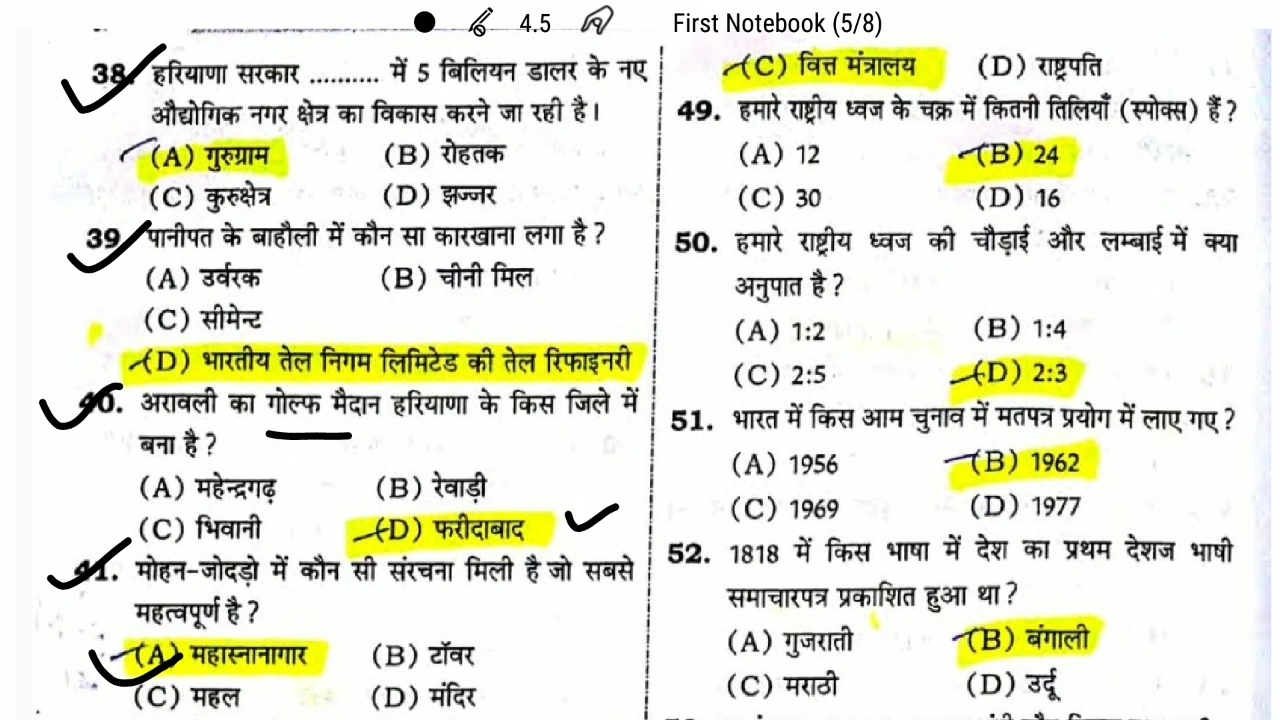 4.5
First Notebook (5/8)
38. हरियाणा सरकार .......... में 5 बिलियन डालर के नए
औद्योगिक नगर क्षेत्र का विकास करने जा रही है।
(A) गुरुग्राम (B) रोहतक
(C) कुरुक्षेत्र (D) झज्जर
39. पानीपत के बाहौली में कौन सा कारखाना लगा है ?
(A) उर्वरक (B) चीनी मिल
(C) सीमेन्ट
(D) भारतीय तेल निगम लिमिटेड की तेल रिफाइनरी
40. अरावली का गोल्फ मैदान हरियाणा के किस जिले में
बना है ?
(A) महेन्द्रगढ़ (B) रेवाड़ी
(C) भिवानी (D) फरीदाबाद
41. मोहन-जोदड़ो में कौन सी संरचना मिली है जो सबसे
महत्वपूर्ण है ?
(A) महास्नानागार (B) टॉवर
(C) महल (D) मंदिर
(C) वित्त मंत्रालय (D) राष्ट्रपति
49. हमारे राष्ट्रीय ध्वज के चक्र में कितनी तिलियाँ (स्पोक्स) हैं ?
(A) 12 (B) 24
(C) 30 (D) 16
50. हमारे राष्ट्रीय ध्वज की चौड़ाई और लम्बाई में क्या
अनुपात है ?
(A) 1:2 (B) 1:4
(C) 2:5 (D) 2:3
51. भारत में किस आम चुनाव में मतपत्र प्रयोग में लाए गए ?
(A) 1956 (B) 1962
(C) 1969 (D) 1977
52. 1818 में किस भाषा में देश का प्रथम देशज भाषी
समाचारपत्र प्रकाशित हुआ था ?
(A) गुजराती (B) बंगाली
(C) मराठी (D) उर्दू